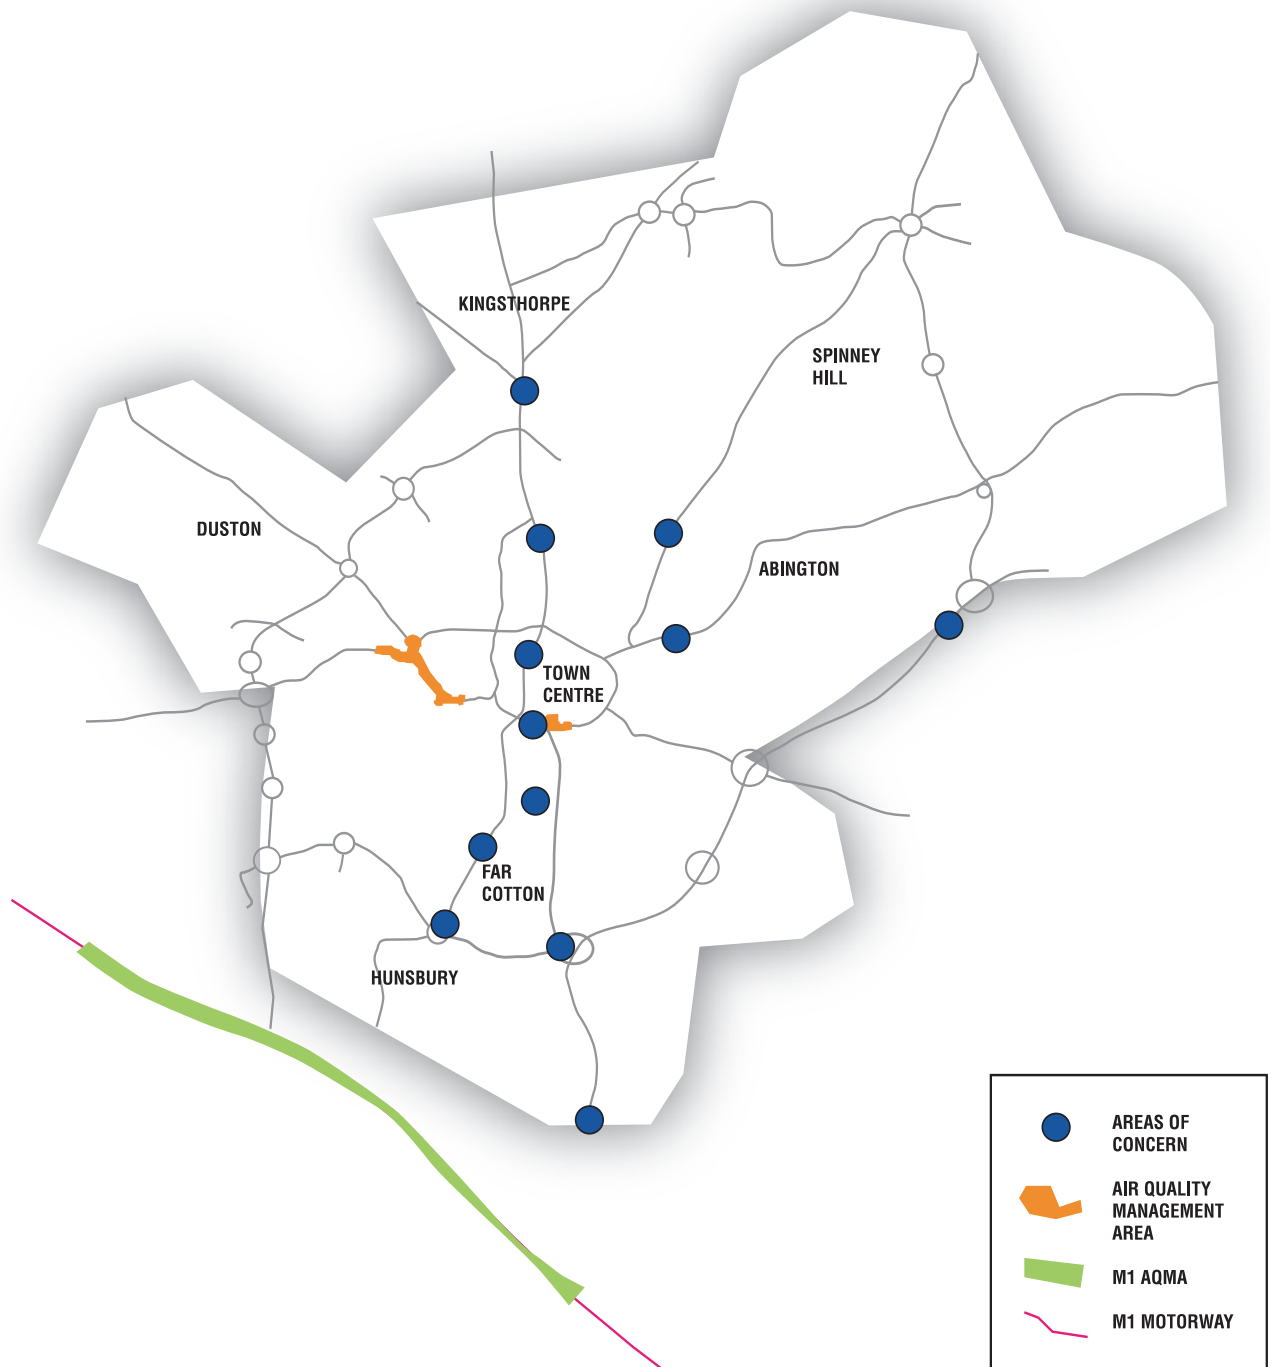 KINGSTHORPE
SPINNEY
HILL
DUSTON
ABINGTON
TOWN
CENTRE
FAR
COTTON
HUNSBURY
AREAS OF
CONCERN
AIR QUALITY
MANAGEMENT
AREA
M1 AQMA
M1 MOTORWAY